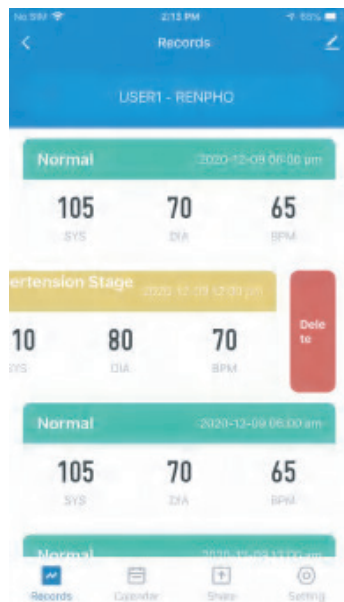 No SIM 2:13 PM
Records
USER1 - RENPHO
Normal 2020-12-09 06:00 pm
105 70 65
SYS DIA BPM
ertension Stage 2020-12-09 12:00 pm
10 80 70
SYS DIA BPM
Dele
te
Normal 2020-12-09 06:00 am
105 70 65
SYS DIA BPM
Normal
Records Calendar Share Setting